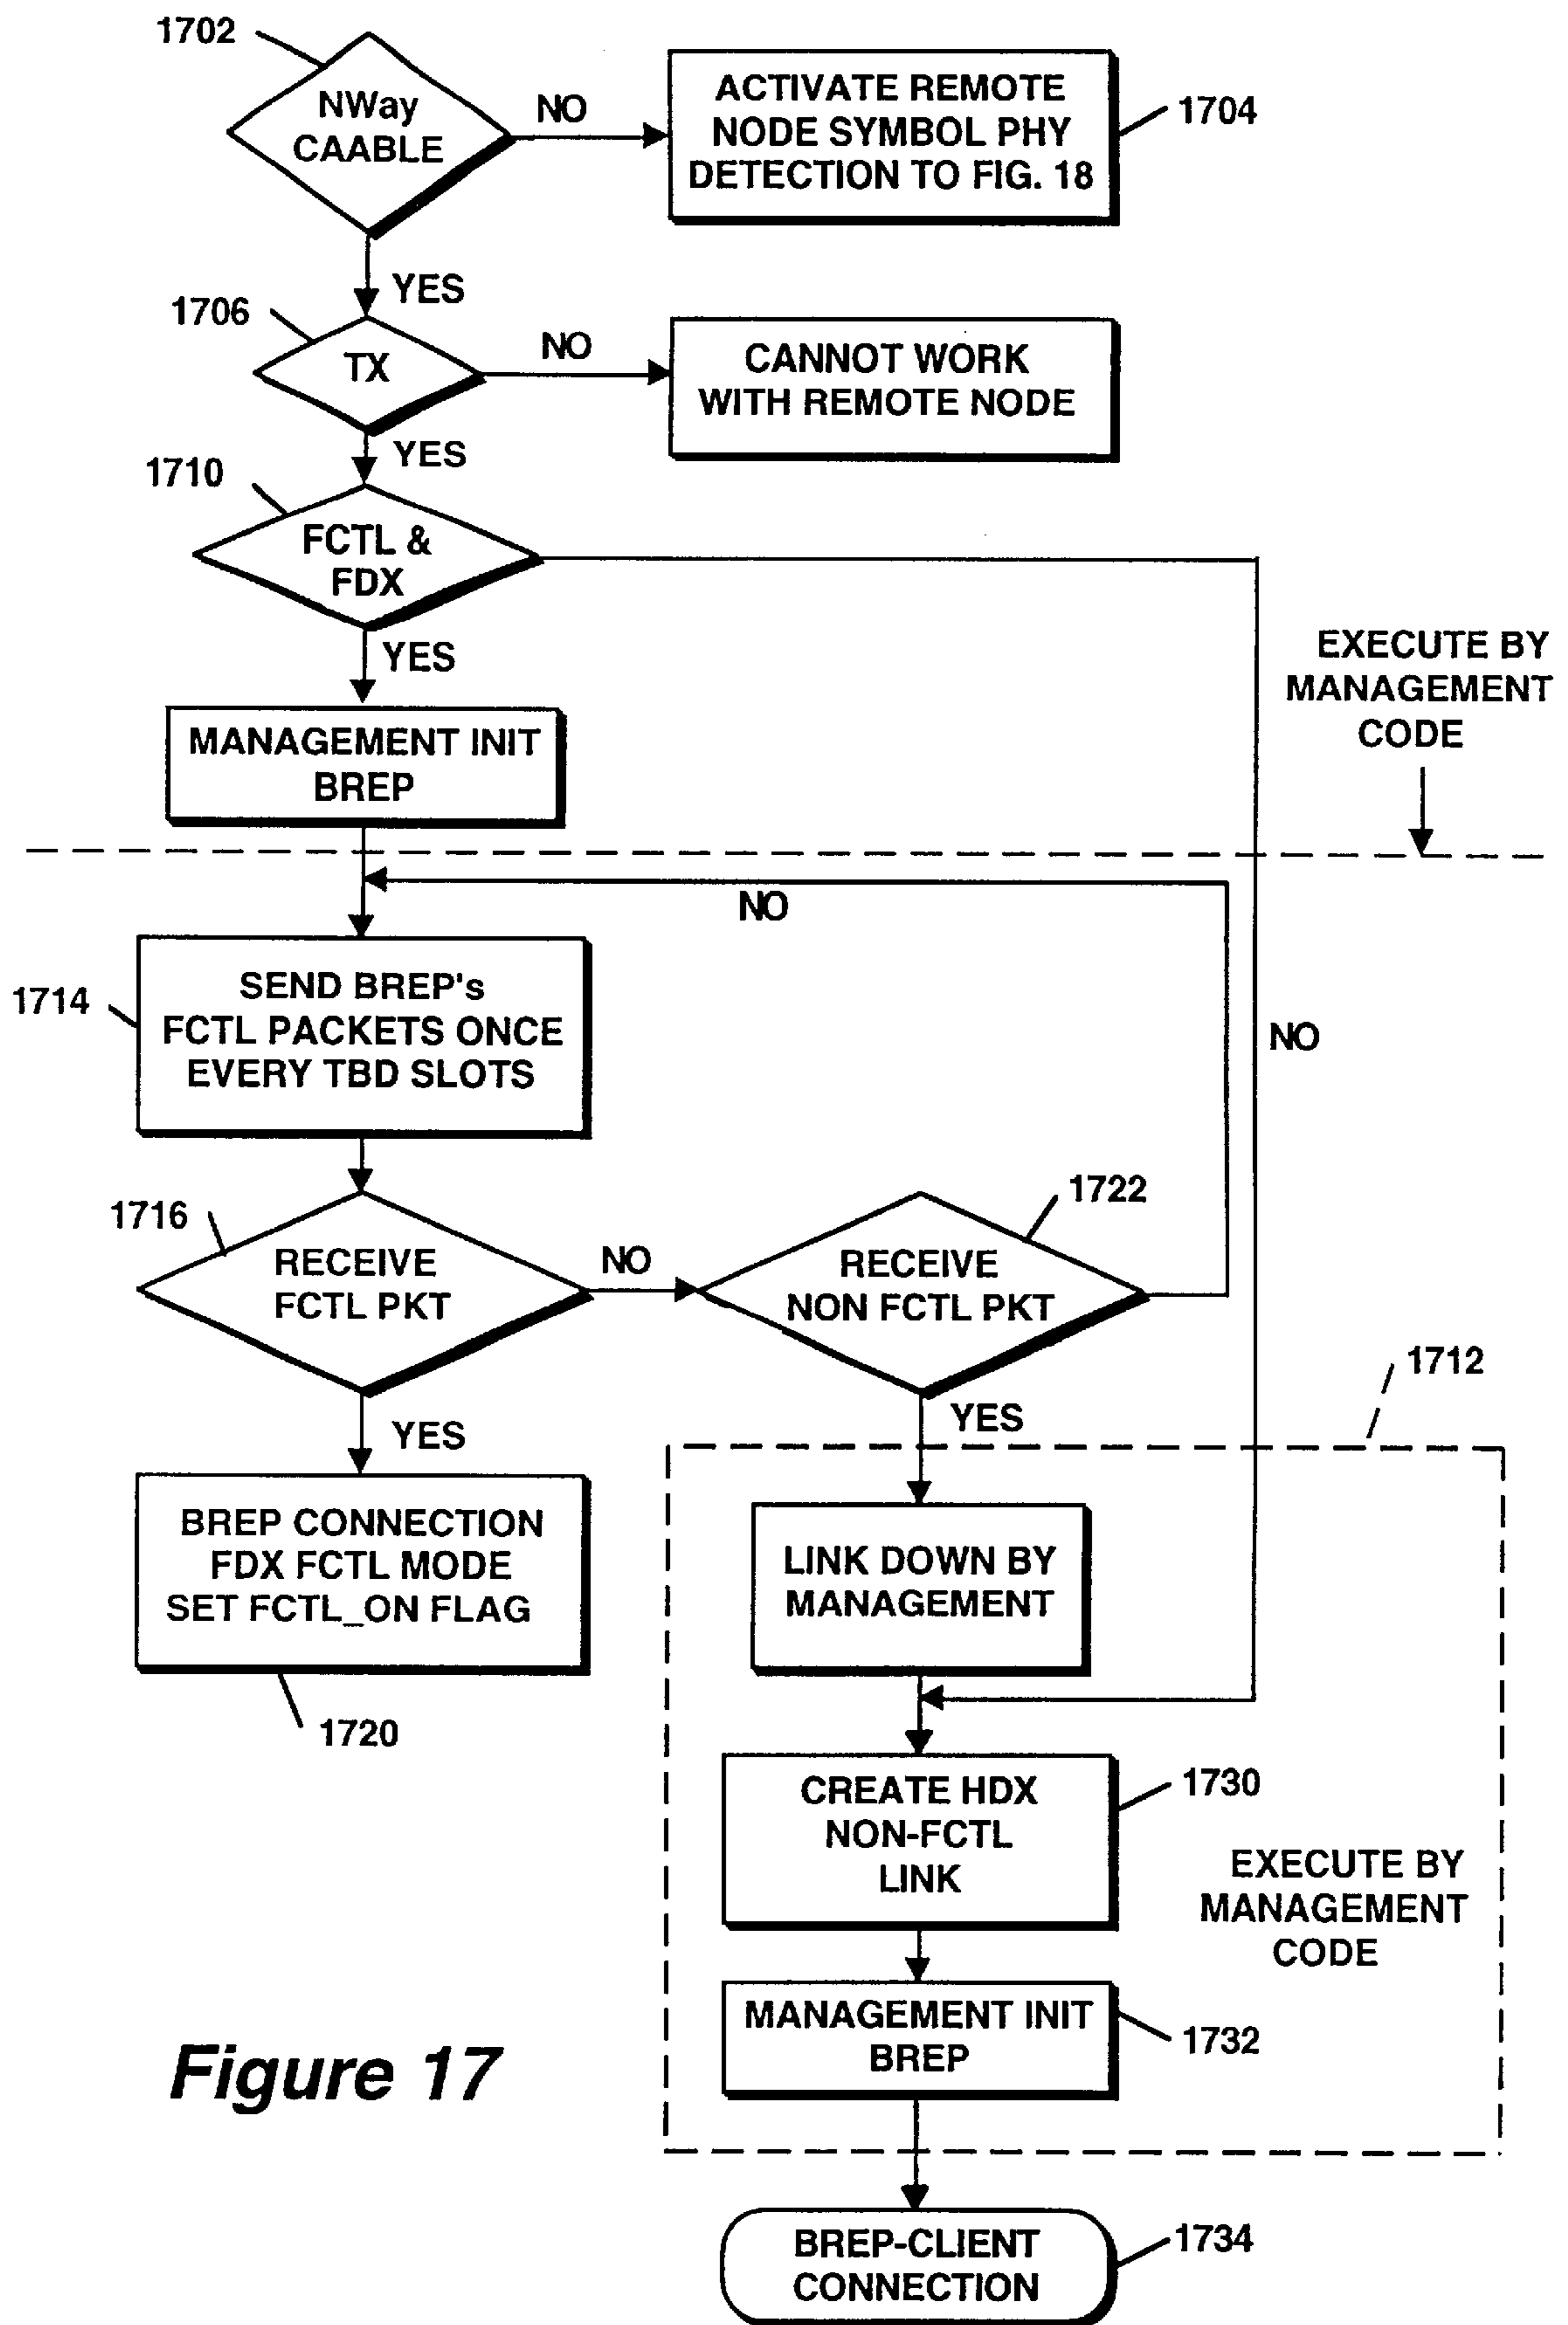 1702
NWay
CAABLE
NO
ACTIVATE REMOTE
NODE SYMBOL PHY
DETECTION TO FIG. 18
1704
YES
1706
TX
NO
CANNOT WORK
WITH REMOTE NODE
YES
1710
FCTL &
FDX
YES
EXECUTE BY
MANAGEMENT
CODE
MANAGEMENT INIT
BREP
NO
1714
SEND BREP's
FCTL PACKETS ONCE
EVERY TBD SLOTS
NO
1716
RECEIVE
FCTL PKT
NO
1722
RECEIVE
NON FCTL PKT
1712
YES
YES
BREP CONNECTION
FDX FCTL MODE
SET FCTL_ON FLAG
1720
LINK DOWN BY
MANAGEMENT
CREATE HDX
NON-FCTL
LINK
1730
EXECUTE BY
MANAGEMENT
CODE
MANAGEMENT INIT
BREP
1732
Figure 17
BREP-CLIENT
CONNECTION
1734